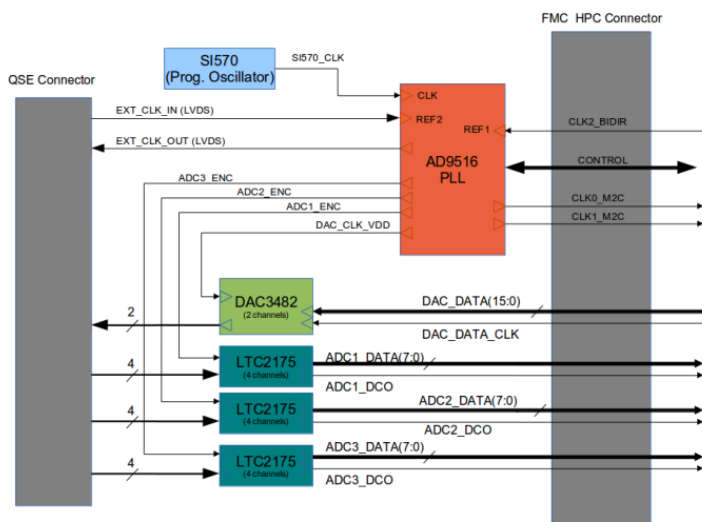 FMC HPC Connector
QSE Connector
SI570
(Prog. Oscillator)
SI570_CLK
EXT_CLK_IN (LVDS)
EXT_CLK_OUT (LVDS)
CLK
REF2
REF1
AD9516
PLL
CLK2_BIDIR
CONTROL
CLK0_M2C
CLK1_M2C
ADC3_ENC
ADC2_ENC
ADC1_ENC
DAC_CLK_VDD
DAC3482
(2 channels)
2
DAC_DATA(15:0)
DAC_DATA_CLK
4
LTC2175
(4 channels)
ADC1_DATA(7:0)
ADC1_DCO
4
LTC2175
(4 channels)
ADC2_DATA(7:0)
ADC2_DCO
4
LTC2175
(4 channels)
ADC3_DATA(7:0)
ADC3_DCO